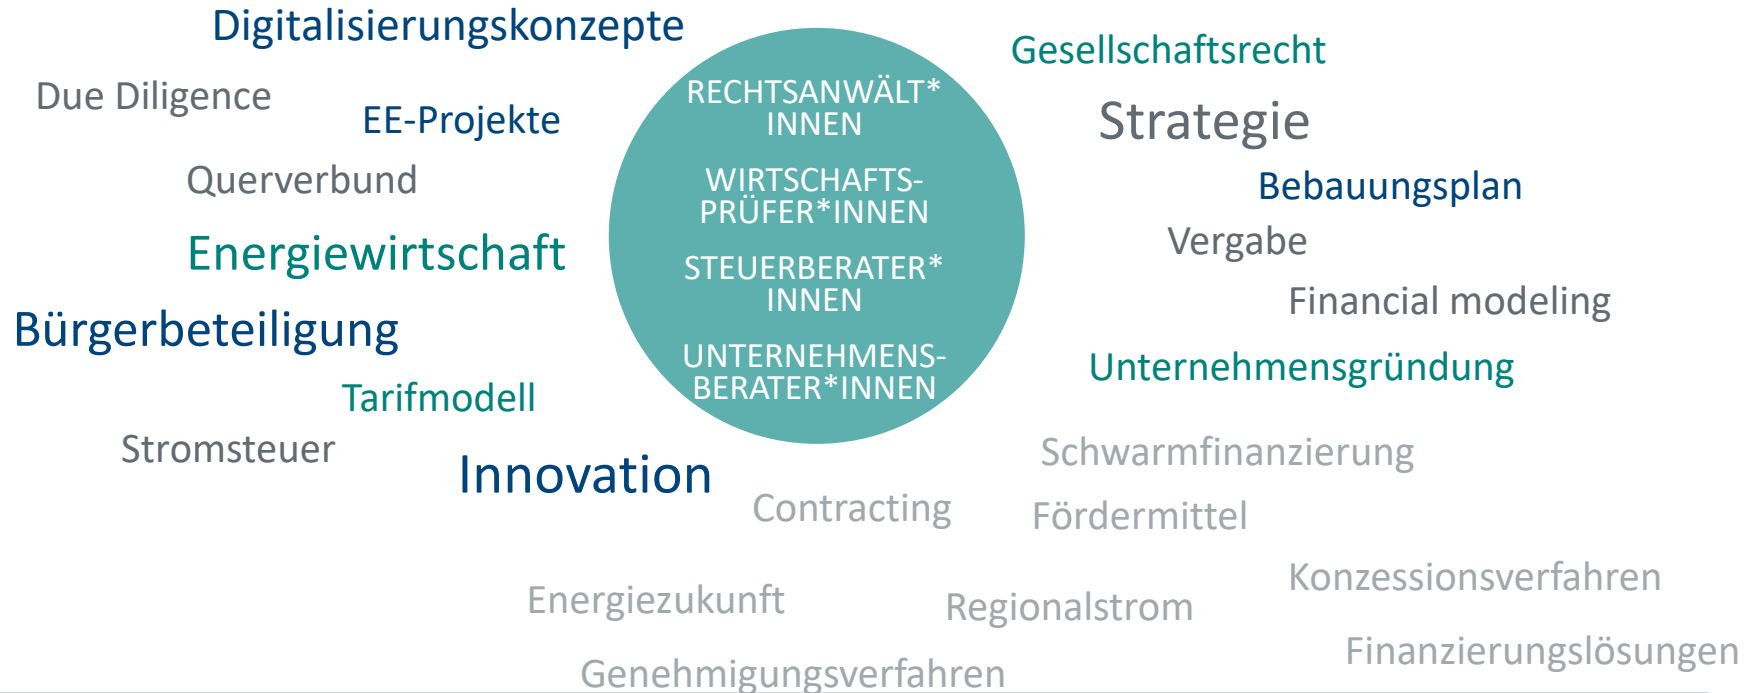 Digitalisierungskonzepte
Gesellschaftsrecht
Due Diligence
EE-Projekte
RECHTSANWÄLT*
INNEN
Strategie
Querverbund
WIRTSCHAFTS-
PRÜFER*INNEN
Bebauungsplan
Vergabe
Energiewirtschaft
STEUERBERATER*
INNEN
Financial modeling
Bürgerbeteiligung
UNTERNEHMENS-
BERATER*INNEN
Unternehmensgründung
Tarifmodell
Stromsteuer
Innovation
Schwarmfinanzierung
Contracting
Fördermittel
Energiezukunft
Regionalstrom
Konzessionsverfahren
Genehmigungsverfahren
Finanzierungslösungen